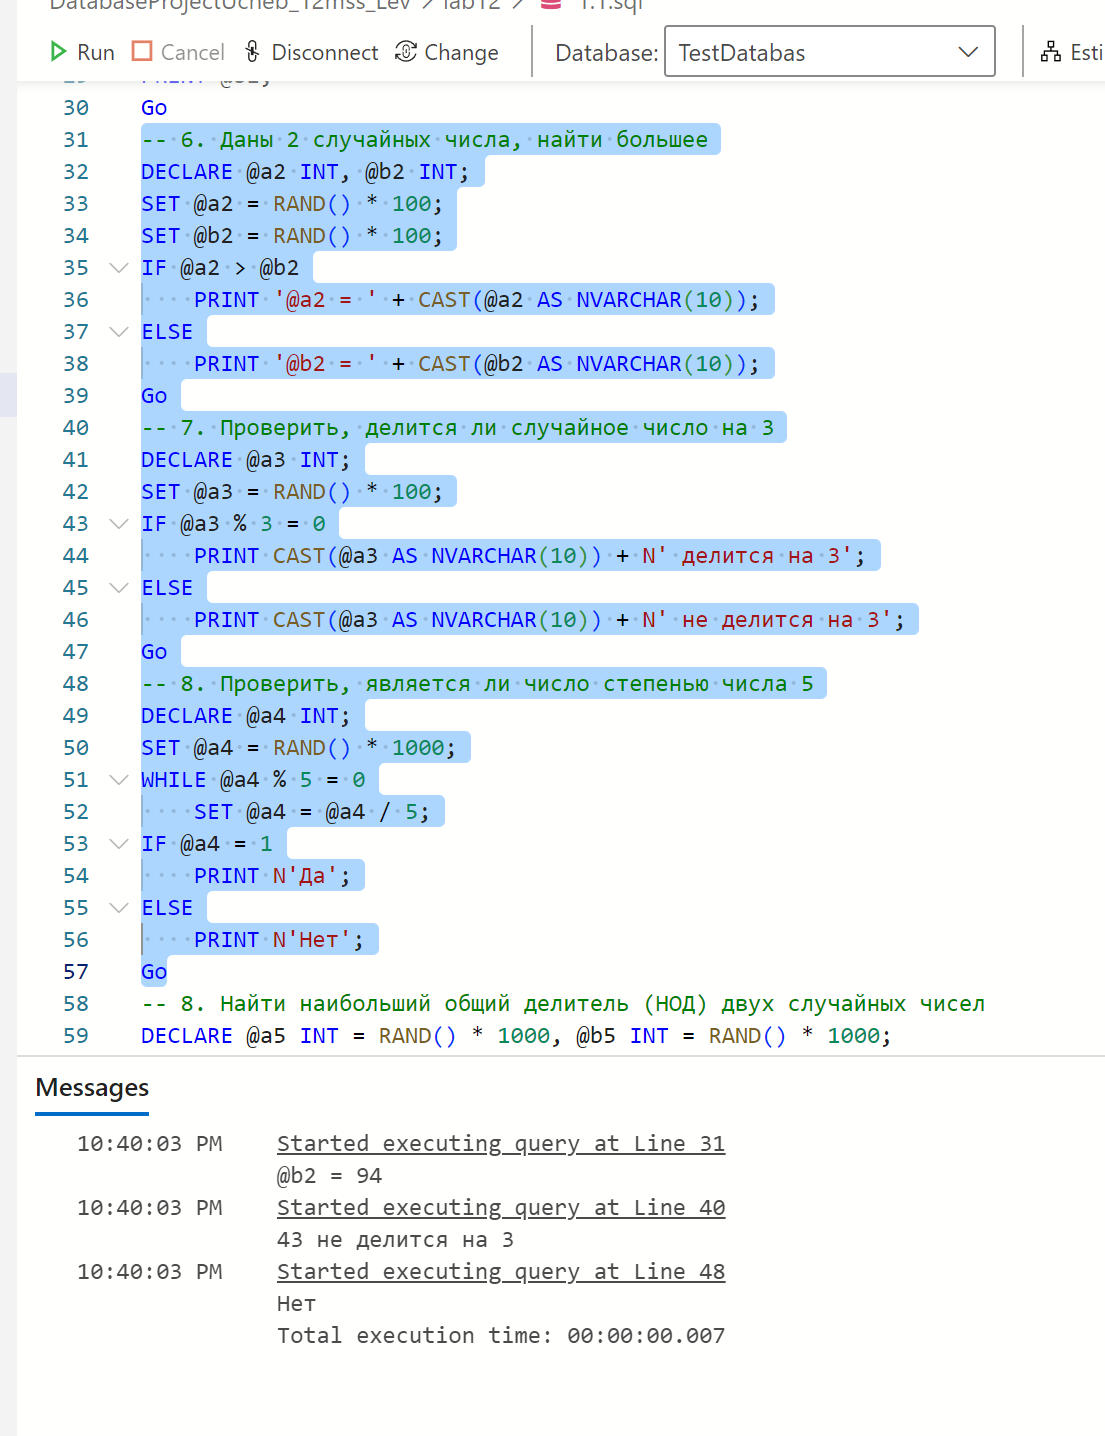 DatabaseProjectUcheb_12mss_Lev lab12 1.1.sql
Run Cancel Disconnect Change Database: TestDatabas Esti
29
30 Go
31 -- 6. Даны 2 случайных числа, найти большее
32 DECLARE @a2 INT, @b2 INT;
33 SET @a2 = RAND() * 100;
34 SET @b2 = RAND() * 100;
35 IF @a2 > @b2
36 PRINT '@a2 = ' + CAST(@a2 AS NVARCHAR(10));
37 ELSE
38 PRINT '@b2 = ' + CAST(@b2 AS NVARCHAR(10));
39 Go
40 -- 7. Проверить, делится ли случайное число на 3
41 DECLARE @a3 INT;
42 SET @a3 = RAND() * 100;
43 IF @a3 % 3 = 0
44 PRINT CAST(@a3 AS NVARCHAR(10)) + N' делится на 3';
45 ELSE
46 PRINT CAST(@a3 AS NVARCHAR(10)) + N' не делится на 3';
47 Go
48 -- 8. Проверить, является ли число степенью числа 5
49 DECLARE @a4 INT;
50 SET @a4 = RAND() * 1000;
51 WHILE @a4 % 5 = 0
52 SET @a4 = @a4 / 5;
53 IF @a4 = 1
54 PRINT N'Да';
55 ELSE
56 PRINT N'Нет';
57 Go
58 -- 8. Найти наибольший общий делитель (НОД) двух случайных чисел
59 DECLARE @a5 INT = RAND() * 1000, @b5 INT = RAND() * 1000;
Messages
10:40:03 PM Started executing query at Line 31
@b2 = 94
10:40:03 PM Started executing query at Line 40
43 не делится на 3
10:40:03 PM Started executing query at Line 48
Нет
Total execution time: 00:00:00.007